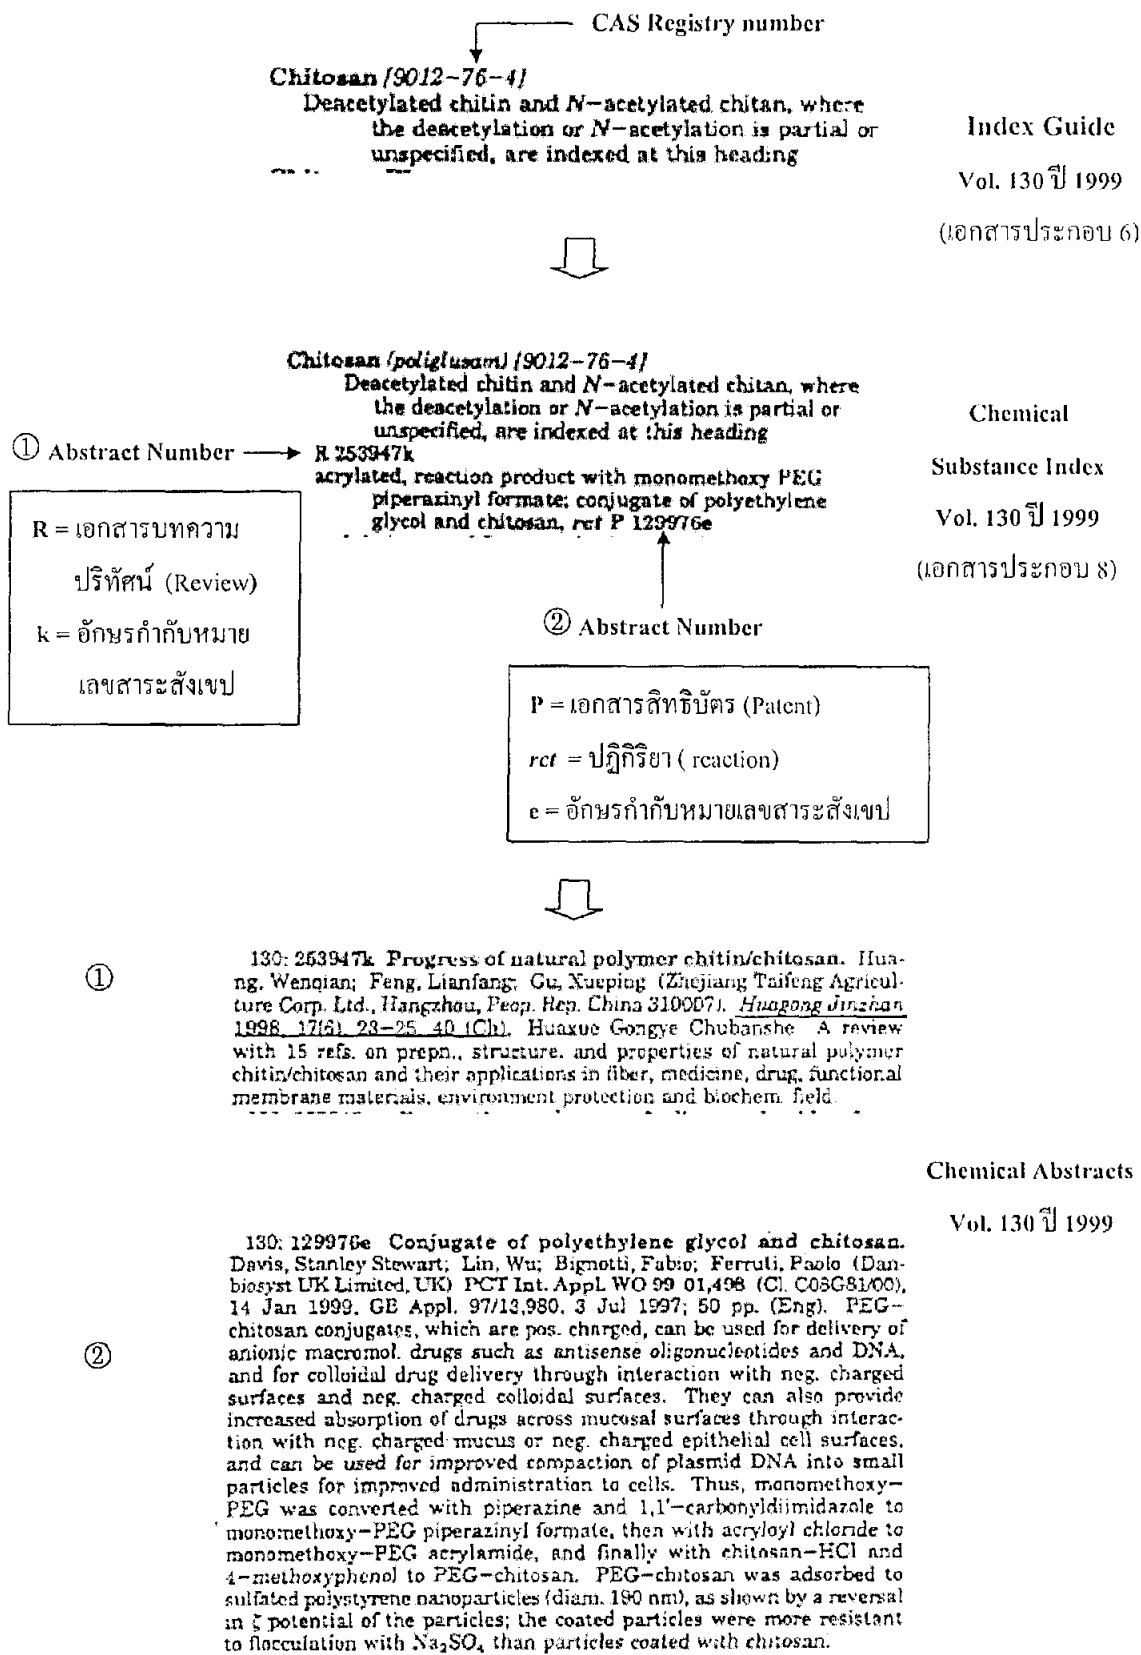 CAS Registry number
Chitosan [9012-76-4]
Deacetylated chitin and N-acetylated chitan, where
the deacetylation or N-acetylation is partial or
unspecified, are indexed at this heading
Index Guide
Vol. 130 ปี 1999
(เอกสารประกอบ 6)
Chitosan (poliglusam) [9012-76-4]
Deacetylated chitin and N-acetylated chitan, where
the deacetylation or N-acetylation is partial or
unspecified, are indexed at this heading
① Abstract Number
R 253947k
acrylated, reaction product with monomethoxy PEG
piperazinyl formate; conjugate of polyethylene
glycol and chitosan, rct P 129976e
Chemical
Substance Index
Vol. 130 ปี 1999
(เอกสารประกอบ 8)
R = เอกสารบทความ
ปริทัศน์ (Review)
k = อักษรกำกับหมาย
เลขสาระสังเขป
② Abstract Number
P = เอกสารสิทธิบัตร (Patent)
rct = ปฏิกิริยา ( reaction)
e = อักษรกำกับหมายเลขสาระสังเขป
①
130: 253947k Progress of natural polymer chitin/chitosan. Hua-
ng, Wenqian; Feng, Lianfang; Gu, Xueping (Zhejiang Taifeng Agricul-
ture Corp. Ltd., Hangzhou, Peop. Rep. China 310007). Huagong Jinzhan
1998, 17(6), 23-25, 40 (Ch), Huaxue Gongye Chubanshe A review
with 15 refs. on prepn., structure. and properties of natural polymer
chitin/chitosan and their applications in fiber, medicine, drug, functional
membrane materials, environment protection and biochem. field.
Chemical Abstracts
Vol. 130 ปี 1999
②
130: 129976e Conjugate of polyethylene glycol and chitosan.
Davis, Stanley Stewart; Lin, Wu; Bignotti, Fabio; Ferruti, Paolo (Dan-
biosyst UK Limited, UK) PCT Int. Appl. WO 99 01,498 (Cl. C08G81/00),
14 Jan 1999, GB Appl. 97/13,980, 3 Jul 1997; 50 pp. (Eng). PEG-
chitosan conjugates, which are pos. charged, can be used for delivery of
anionic macromol. drugs such as antisense oligonucleotides and DNA,
and for colloidal drug delivery through interaction with neg. charged
surfaces and neg. charged colloidal surfaces. They can also provide
increased absorption of drugs across mucosal surfaces through interac-
tion with neg. charged mucus or neg. charged epithelial cell surfaces,
and can be used for improved compaction of plasmid DNA into small
particles for improved administration to cells. Thus, monomethoxy-
PEG was converted with piperazine and 1,1'-carbonyldiimidazole to
monomethoxy-PEG piperazinyl formate, then with acryloyl chloride to
monomethoxy-PEG acrylamide, and finally with chitosan-HCl and
4-methoxyphenol to PEG-chitosan. PEG-chitosan was adsorbed to
sulfated polystyrene nanoparticles (diam. 190 nm), as shown by a reversal
in ζ potential of the particles; the coated particles were more resistant
to flocculation with Na₂SO₄ than particles coated with chitosan.